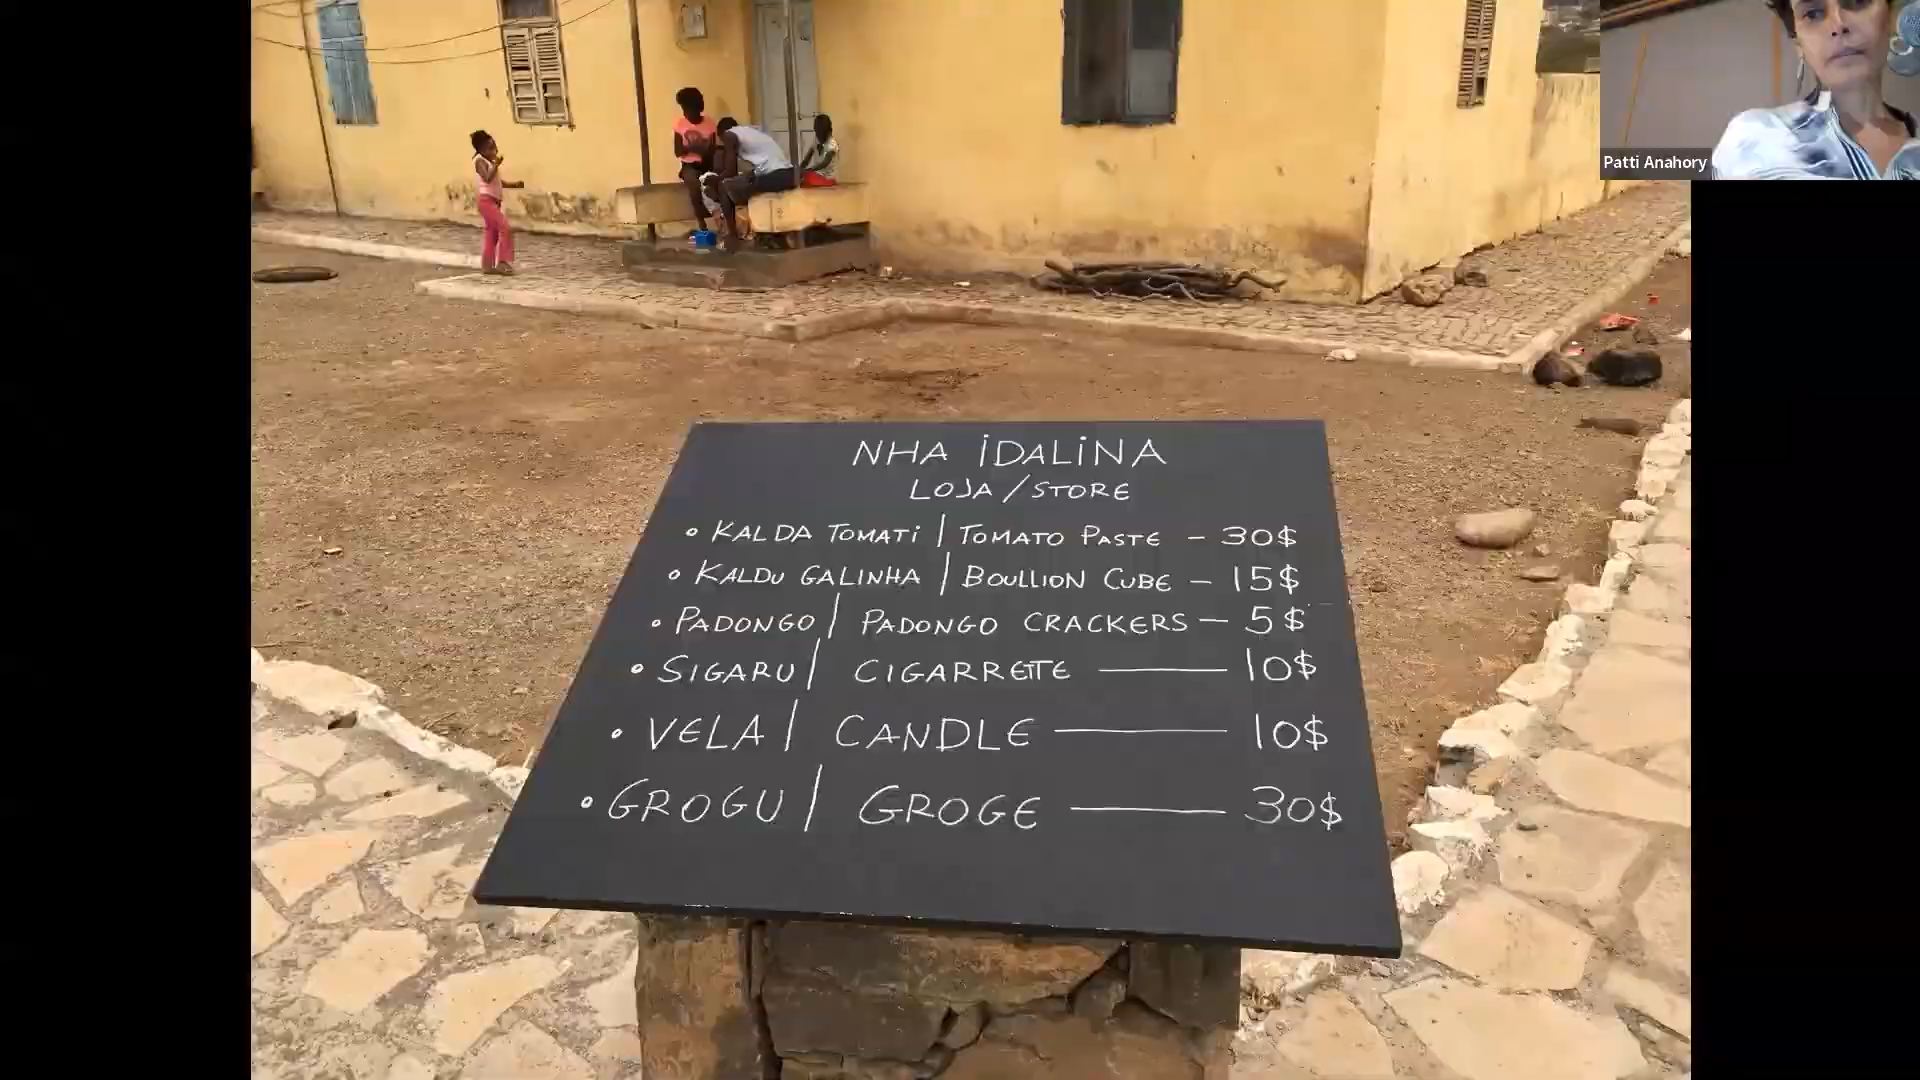 Patti Anahory
NHA IDALINA
LOJA/STORE
• KALDA TOMATI | TOMATO PASTE - 30$
• KALDU GALINHA | BOULLION CUBE - 15$
• PADONGO | PADONGO CRACKERS - 5$
• SIGARU | CIGARRETTE — 10$
• VELA | CANDLE — 10$
• GROGU | GROGE — 30$